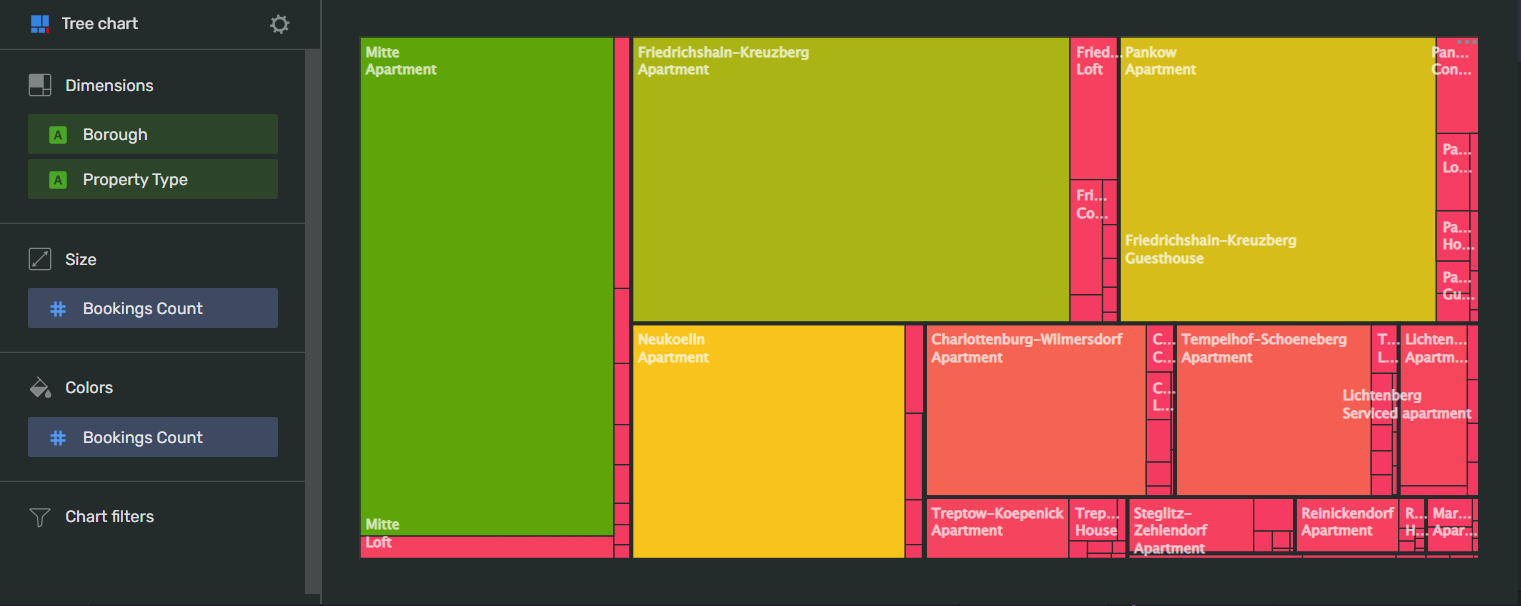 Tree chart
Dimensions
A Borough
A Property Type
Size
# Bookings Count
Colors
# Bookings Count
Chart filters
Mitte
Apartment
Mitte
Loft
Friedrichshain-Kreuzberg
Apartment
Fried...
Loft
Fri...
Co...
Pankow
Apartment
Friedrichshain-Kreuzberg
Guesthouse
Pan...
Con...
Pa...
Lo...
Pa...
Ho...
Pa...
Gu...
Neukoelln
Apartment
Charlottenburg-Wilmersdorf
Apartment
C...
C...
C...
L...
Tempelhof-Schoeneberg
Apartment
T...
L...
Lichten...
Apartm...
Lichtenberg
Serviced apartment
Treptow-Koepenick
Apartment
Trep...
House
Steglitz-
Zehlendorf
Apartment
Reinickendorf
Apartment
R...
H...
Mar...
Apar...